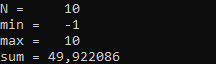 N =    10
min =   -1
max =   10
sum = 49,922086